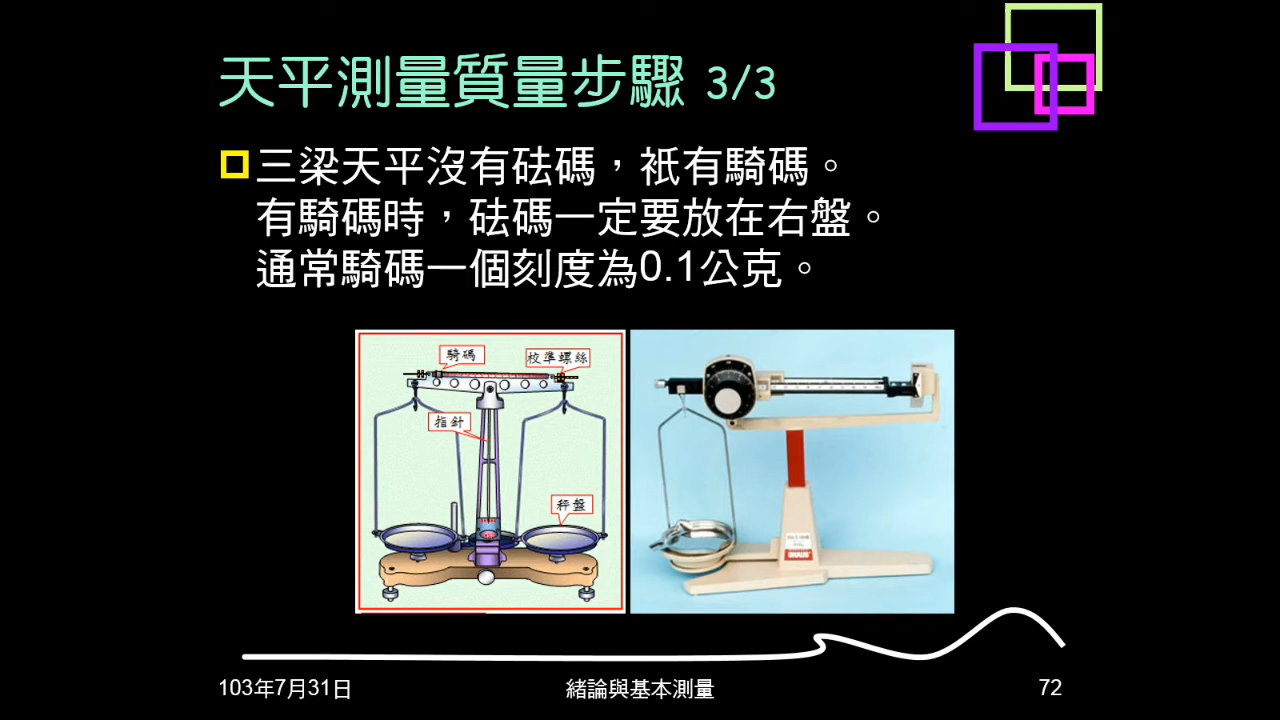 天平測量質量步驟 3/3
三梁天平沒有砝碼，祇有騎碼。
有騎碼時，砝碼一定要放在右盤。
通常騎碼一個刻度為0.1公克。
騎碼
校準螺絲
指針
秤盤
103年7月31日
緒論與基本測量
72